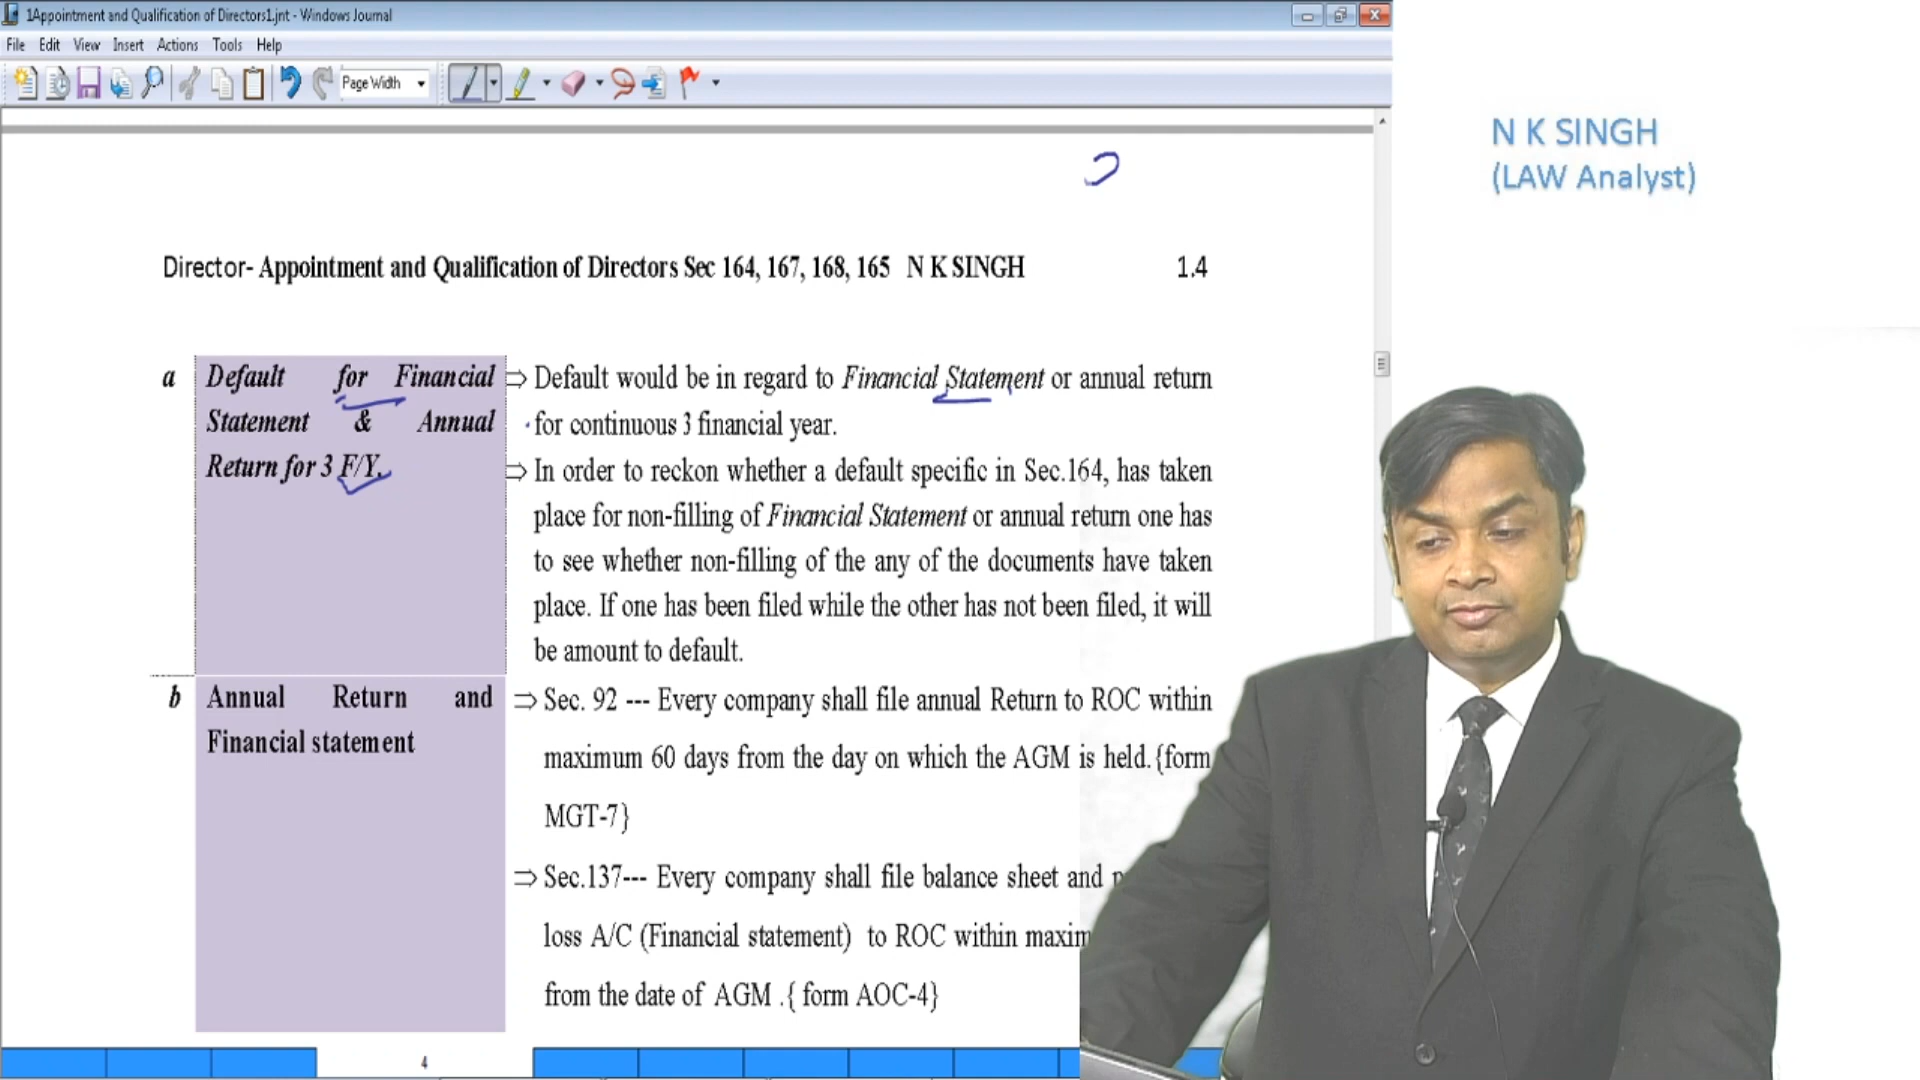 1Appointment and Qualification of Directors1.jnt - Windows Journal
File Edit View Insert Actions Tools Help
Page Width
N K SINGH
(LAW Analyst)
Director- Appointment and Qualification of Directors Sec 164, 167, 168, 165 N K SINGH 1.4
a Default for Financial Statement & Annual Return for 3 F/Y.
⇒ Default would be in regard to Financial Statement or annual return
for continuous 3 financial year.
⇒ In order to reckon whether a default specific in Sec.164, has taken
place for non-filling of Financial Statement or annual return one has
to see whether non-filling of the any of the documents have taken
place. If one has been filed while the other has not been filed, it will
be amount to default.
b Annual Return and Financial statement
⇒ Sec. 92 --- Every company shall file annual Return to ROC within
maximum 60 days from the day on which the AGM is held.{form
MGT-7}
⇒ Sec.137--- Every company shall file balance sheet and
loss A/C (Financial statement) to ROC within
from the date of AGM .{ form AOC-4}
4